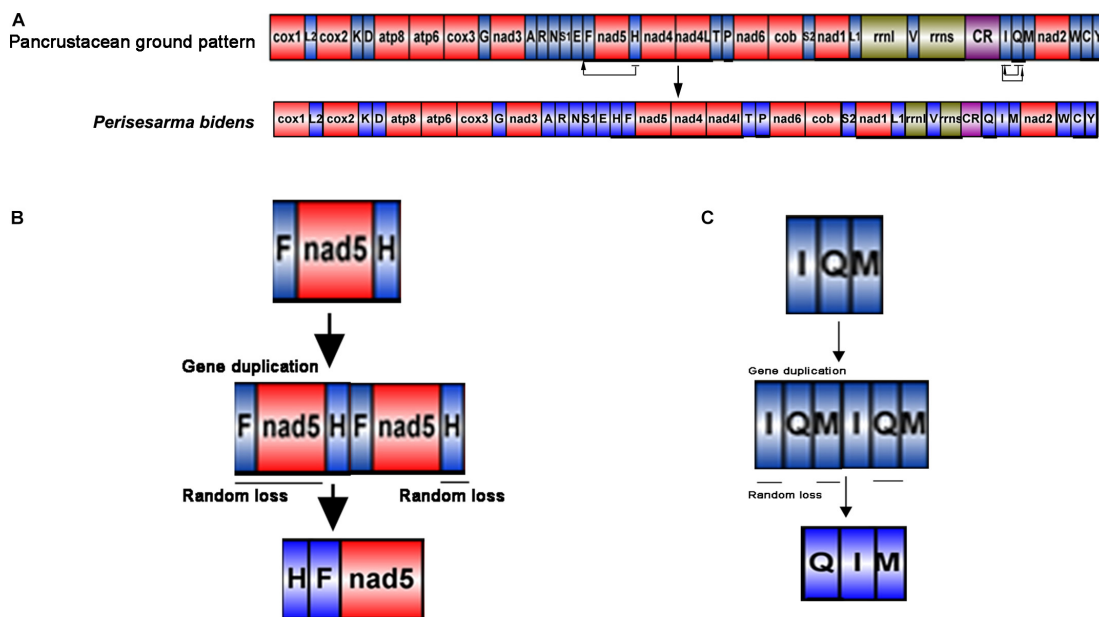 A
Pancrustacean ground pattern
cox1 L2 cox2 K D atp8 atp6 cox3 G nad3 A R N S1 E F nad5 H nad4 nad4L T P nad6 cob S2 nad1 L1 rrnl V rrns CR I Q M nad2 W C Y
Perisesarma bidens
cox1 L2 cox2 K D atp8 atp6 cox3 G nad3 A R N S1 E H F nad5 nad4 nad4l T P nad6 cob S2 nad1 L1 rrnl V rrns CR Q I M nad2 W C Y
B
C
F nad5 H
I Q M
Gene duplication
Gene duplication
F nad5 H F nad5 H
I Q M I Q M
Random loss
Random loss
Random loss
H F nad5
Q I M